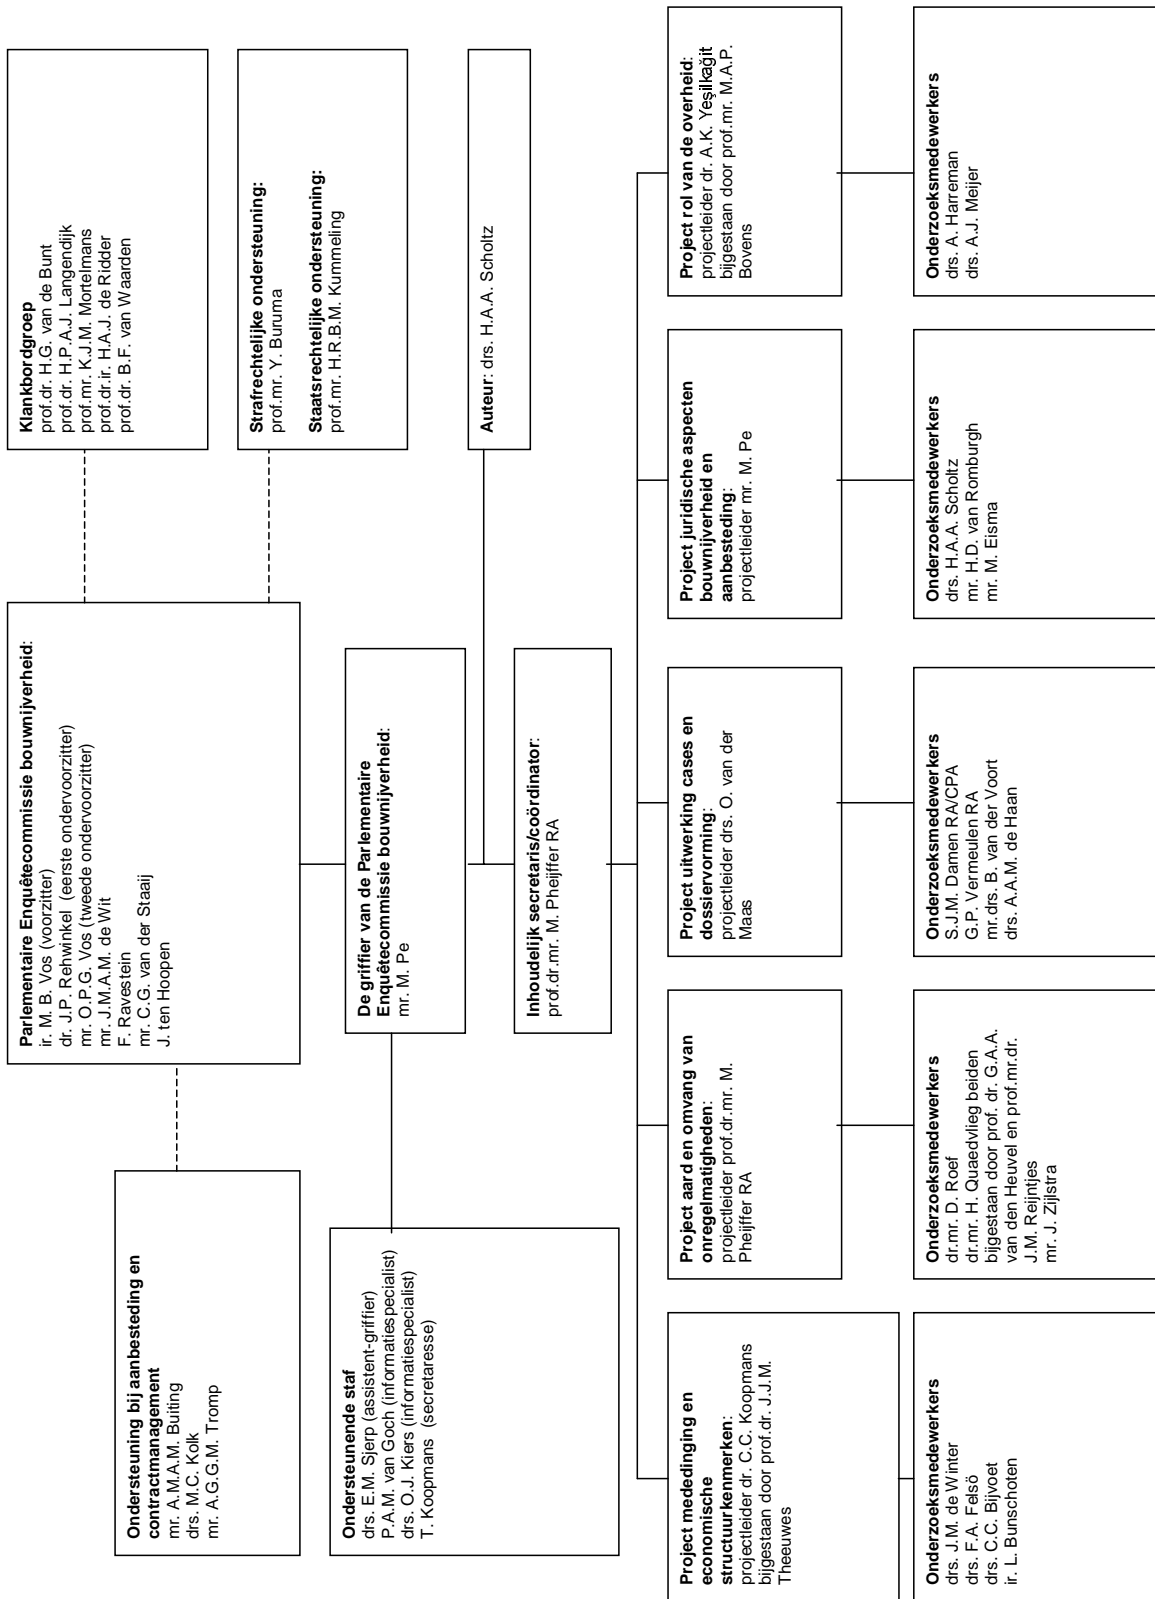 Ondersteuning bij aanbesteding en
contractmanagement
mr. A.M.A.M. Buiting
drs. M.C. Kolk
mr. A.G.G.M. Tromp
Parlementaire Enquêtecommissie bouwnijverheid:
ir. M. B. Vos (voorzitter)
dr. J.P. Rehwinkel (eerste ondervoorzitter)
mr. O.P.G. Vos (tweede ondervoorzitter)
mr. J.M.A.M. de Wit
F. Ravestein
mr. C.G. van der Staaij
J. ten Hoopen
Klankbordgroep
prof.dr. H.G. van de Bunt
prof.dr. H.P.A.J. Langendijk
prof.mr. K.J.M. Mortelmans
prof.dr.ir. H.A.J. de Ridder
prof.dr. B.F. van Waarden
Strafrechtelijke ondersteuning:
prof.mr. Y. Buruma
Staatsrechtelijke ondersteuning:
prof.mr. H.R.B.M. Kummeling
Ondersteunende staf
drs. E.M. Sjerp (assistent-griffier)
P.A.M. van Goch (informatiespecialist)
drs. O.J. Kiers (informatiespecialist)
T. Koopmans (secretaresse)
De griffier van de Parlementaire
Enquêtecommissie bouwnijverheid:
mr. M. Pe
Auteur: drs. H.A.A. Scholtz
Inhoudelijk secretaris/coördinator:
prof.dr.mr. M. Pheijffer RA
Project mededinging en
economische
structuurkenmerken:
projectleider dr. C.C. Koopmans
bijgestaan door prof.dr. J.J.M.
Theeuwes
Project aard en omvang van
onregelmatigheden:
projectleider prof.dr.mr. M.
Pheijffer RA
Project uitwerking cases en
dossiervorming:
projectleider drs. O. van der
Maas
Project juridische aspecten
bouwnijverheid en
aanbesteding:
projectleider mr. M. Pe
Project rol van de overheid:
projectleider dr. A.K. Yeşilkağit
bijgestaan door prof.mr. M.A.P.
Bovens
Onderzoeksmedewerkers
drs. J.M. de Winter
drs. F.A. Felsö
drs. C.C. Bijvoet
ir. L. Bunschoten
Onderzoeksmedewerkers
dr.mr. D. Roef
dr.mr. H. Quaedvlieg beiden
bijgestaan door prof. dr. G.A.A.
van den Heuvel en prof.mr.dr.
J.M. Reijntjes
mr. J. Zijlstra
Onderzoeksmedewerkers
S.J.M. Damen RA/CPA
G.P. Vermeulen RA
mr.drs. B. van der Voort
drs. A.A.M. de Haan
Onderzoeksmedewerkers
drs. H.A.A. Scholtz
mr. H.D. van Romburgh
mr. M. Eisma
Onderzoeksmedewerkers
drs. A. Harreman
drs. A.J. Meijer